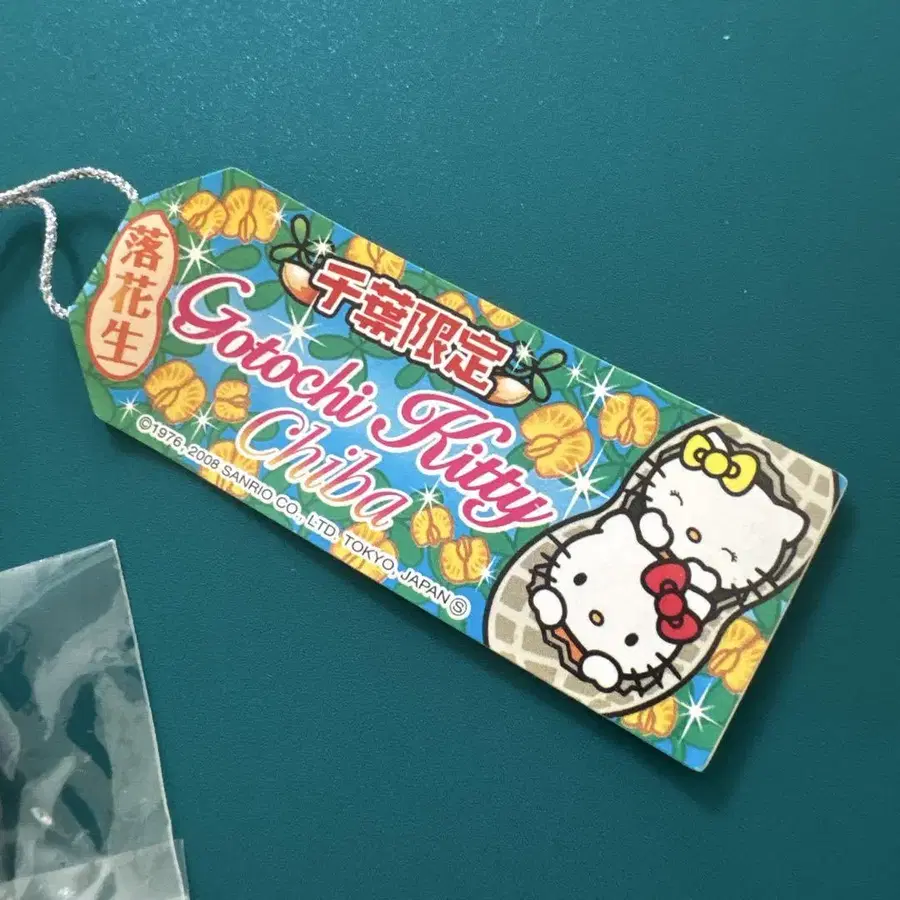 落花生
千葉限定
Gotochi Kitty
Chiba
©1976, 2008 SANRIO CO., LTD. TOKYO, JAPAN Ⓢ